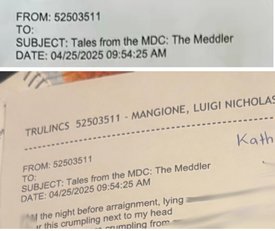 FROM: 52503511
TO:
SUBJECT: Tales from the MDC: The Meddler
DATE: 04/25/2025 09:54:25 AM
TRULINCS 52503511 - MANGIONE, LUIGI NICHOLAS
Kath
FROM: 52503511
TO:
SUBJECT: Tales from the MDC: The Meddler
DATE: 04/25/2025 09:54:25 AM
the night before arraignment, lying
this crumpling next to my head
crumpling from